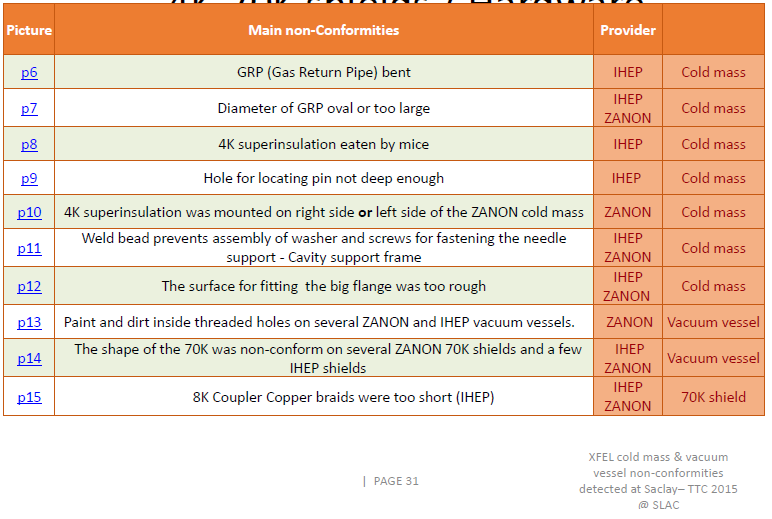 4K-70K shields / Hardware
Picture Main non-Conformities Provider
p6 GRP (Gas Return Pipe) bent IHEP Cold mass
p7 Diameter of GRP oval or too large IHEP ZANON Cold mass
p8 4K superinsulation eaten by mice IHEP Cold mass
p9 Hole for locating pin not deep enough IHEP Cold mass
p10 4K superinsulation was mounted on right side or left side of the ZANON cold mass ZANON Cold mass
p11 Weld bead prevents assembly of washer and screws for fastening the needle
support - Cavity support frame IHEP ZANON Cold mass
p12 The surface for fitting the big flange was too rough IHEP ZANON Cold mass
p13 Paint and dirt inside threaded holes on several ZANON and IHEP vacuum vessels. ZANON Vacuum vessel
p14 The shape of the 70K was non-conform on several ZANON 70K shields and a few
IHEP shields IHEP ZANON Vacuum vessel
p15 8K Coupler Copper braids were too short (IHEP) IHEP ZANON 70K shield
| PAGE 31
XFEL cold mass & vacuum
vessel non-conformities
detected at Saclay– TTC 2015
@ SLAC